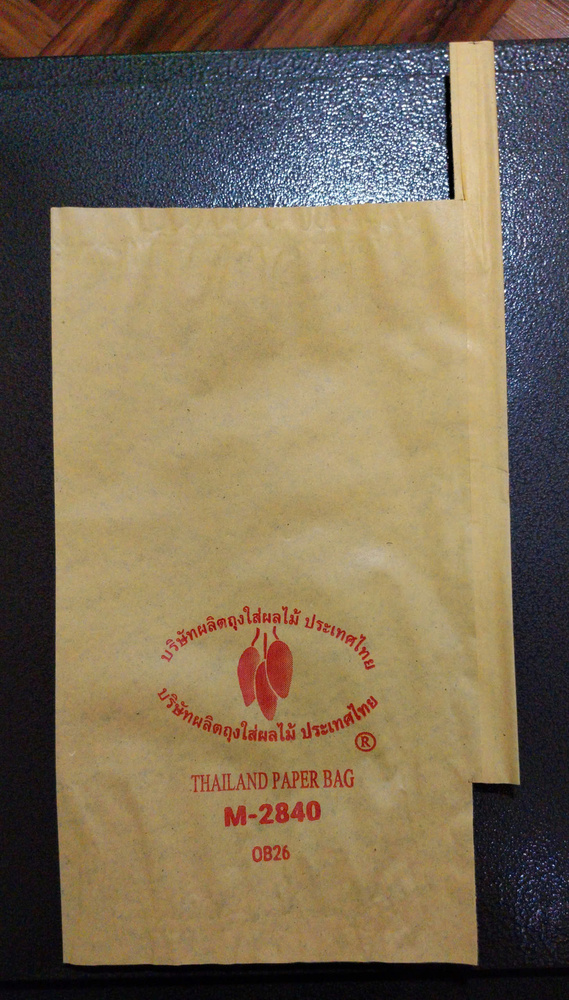 บริษัทผลิตถุงใส่ผลไม้ ประเทศไทย
บริษัทผลิตถุงใส่ผลไม้ ประเทศไทย
®
THAILAND PAPER BAG
M-2840
OB26